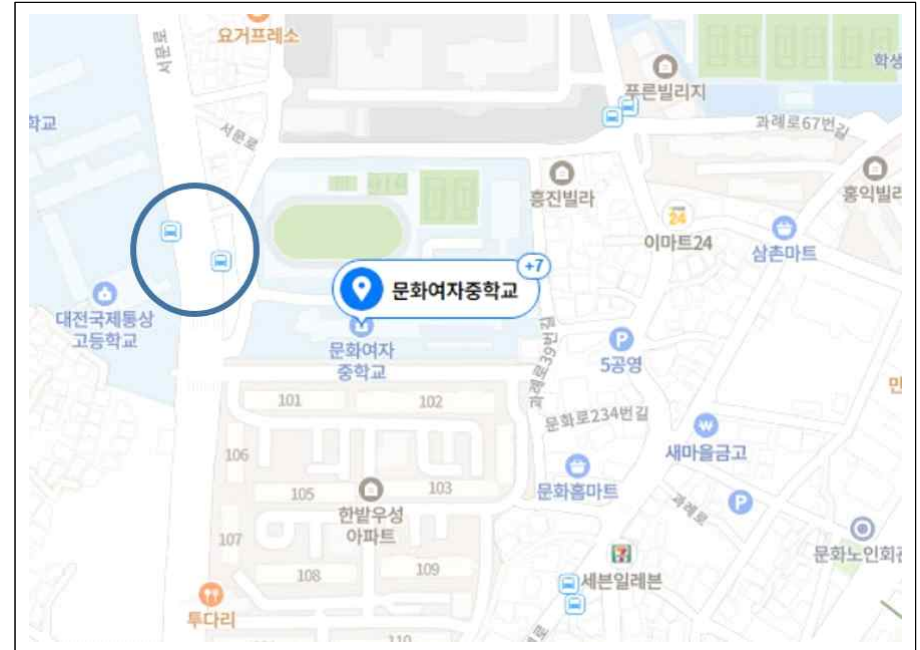 요거프레소
서문로
학생
푸른빌리지
학교
서문로
과례로67번길
흥진빌라
홍익빌라
24
이마트24
삼촌마트
+7
문화여자중학교
대전국제통상
고등학교
문화여자
중학교
과례로39번길
P
5공영
101
102
문화로234번길
새마을금고
106
105
103
한밭우성
아파트
문화홈마트
과례로
P
107
문화노인회관
108
109
7
세븐일레븐
투다리
110